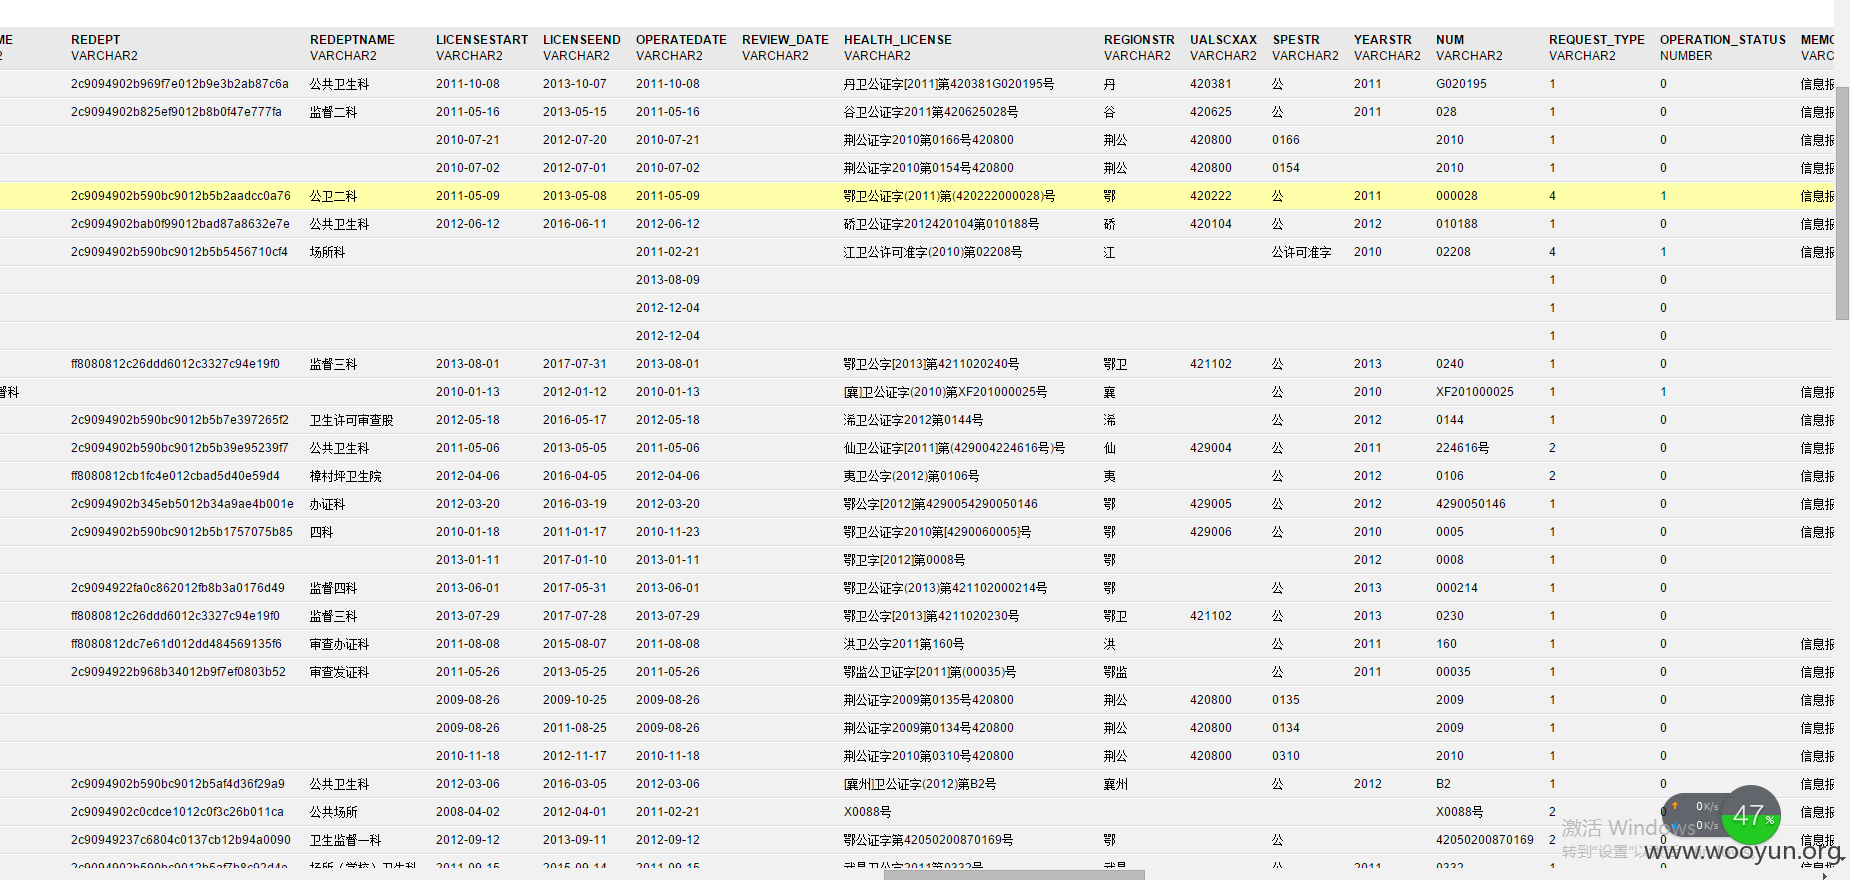 ME REDEPT REDEPTNAME LICENSESTART LICENSEEND OPERATEDATE REVIEW_DATE HEALTH_LICENSE REGIONSTR UALSCXAX SPESTR YEARSTR NUM REQUEST_TYPE OPERATION_STATUS MEMO
2 VARCHAR2 VARCHAR2 VARCHAR2 VARCHAR2 VARCHAR2 VARCHAR2 VARCHAR2 VARCHAR2 VARCHAR2 VARCHAR2 VARCHAR2 VARCHAR2 VARCHAR2 NUMBER VARC
2c9094902b969f7e012b9e3b2ab87c6a 公共卫生科 2011-10-08 2013-10-07 2011-10-08 丹卫公证字[2011]第420381G020195号 丹 420381 公 2011 G020195 1 0 信息报
2c9094902b825ef9012b8b0f47e777fa 监督二科 2011-05-16 2013-05-15 2011-05-16 谷卫公证字2011第420625028号 谷 420625 公 2011 028 1 0 信息报
2010-07-21 2012-07-20 2010-07-21 荆公证字2010第0166号420800 荆公 420800 0166 2010 1 0 信息报
2010-07-02 2012-07-01 2010-07-02 荆公证字2010第0154号420800 荆公 420800 0154 2010 1 0 信息报
2c9094902b590bc9012b5b2aadcc0a76 公卫二科 2011-05-09 2013-05-08 2011-05-09 鄂卫公证字(2011)第(420222000028)号 鄂 420222 公 2011 000028 4 1 信息报
2c9094902bab0f99012bad87a8632e7e 公共卫生科 2012-06-12 2016-06-11 2012-06-12 硚卫公证字2012420104第010188号 硚 420104 公 2012 010188 1 0 信息报
2c9094902b590bc9012b5b5456710cf4 场所科 2011-02-21 江卫公许可准字(2010)第02208号 江 公许可准字 2010 02208 4 1 信息报
2013-08-09 1 0
2012-12-04 1 0
2012-12-04 1 0
ff8080812c26ddd6012c3327c94e19f0 监督三科 2013-08-01 2017-07-31 2013-08-01 鄂卫公字[2013]第4211020240号 鄂卫 421102 公 2013 0240 1 0
督科 2010-01-13 2012-01-12 2010-01-13 [襄]卫公证字(2010)第XF201000025号 襄 公 2010 XF201000025 1 1 信息报
2c9094902b590bc9012b5b7e397265f2 卫生许可审查股 2012-05-18 2016-05-17 2012-05-18 浠卫公证字2012第0144号 浠 公 2012 0144 1 0 信息报
2c9094902b590bc9012b5b39e95239f7 公共卫生科 2011-05-06 2013-05-05 2011-05-06 仙卫公证字[2011]第(429004224616号)号 仙 429004 公 2011 224616号 2 0 信息报
ff8080812cb1fc4e012cbad5d40e59d4 樟村坪卫生院 2012-04-06 2016-04-05 2012-04-06 夷卫公字(2012)第0106号 夷 公 2012 0106 2 0 信息报
2c9094902b345eb5012b34a9ae4b001e 办证科 2012-03-20 2016-03-19 2012-03-20 鄂公字[2012]第4290054290050146 鄂 429005 公 2012 4290050146 1 0 信息报
2c9094902b590bc9012b5b1757075b85 四科 2010-01-18 2011-01-17 2010-11-23 鄂卫公证字2010第[4290060005]号 鄂 429006 公 2010 0005 1 0 信息报
2013-01-11 2017-01-10 2013-01-11 鄂卫字[2012]第0008号 鄂 2012 0008 1 0
2c9094922fa0c862012fb8b3a0176d49 监督四科 2013-06-01 2017-05-31 2013-06-01 鄂卫公证字(2013)第421102000214号 鄂 公 2013 000214 1 0
ff8080812c26ddd6012c3327c94e19f0 监督三科 2013-07-29 2017-07-28 2013-07-29 鄂卫公字[2013]第4211020230号 鄂卫 421102 公 2013 0230 1 0
ff8080812dc7e61d012dd484569135f6 审查办证科 2011-08-08 2015-08-07 2011-08-08 洪卫公字2011第160号 洪 公 2011 160 1 0 信息报
2c9094922b968b34012b9f7ef0803b52 审查发证科 2011-05-26 2013-05-25 2011-05-26 鄂监公卫证字[2011]第(00035)号 鄂监 公 2011 00035 1 0 信息报
2009-08-26 2009-10-25 2009-08-26 荆公证字2009第0135号420800 荆公 420800 0135 2009 1 0 信息报
2009-08-26 2011-08-25 2009-08-26 荆公证字2009第0134号420800 荆公 420800 0134 2009 1 0 信息报
2010-11-18 2012-11-17 2010-11-18 荆公证字2010第0310号420800 荆公 420800 0310 2010 1 0 信息报
2c9094902b590bc9012b5af4d36f29a9 公共卫生科 2012-03-06 2016-03-05 2012-03-06 [襄州]卫公证字(2012)第B2号 襄州 公 2012 B2 1 0 信息报
2c9094902c0cdce1012c0f3c26b011ca 公共场所 2008-04-02 2012-04-01 2011-02-21 X0088号 X0088号 2 0 信息报
2c90949237c6804c0137cb12b94a0090 卫生监督一科 2012-09-12 2013-09-11 2012-09-12 鄂公证字第42050200870169号 鄂 公 42050200870169 2 0 信息报
2c9094902b590bc9012b5af7b8c92d4e 场所（学校）卫生科 2011-09-15 2015-09-14 2011-09-15 武昌卫公字2011第0332号 武昌 公 2011 0332 1 0 信息报
0K/s
0K/s
47%
激活 Windows
转到“设置”以
www.wooyun.org